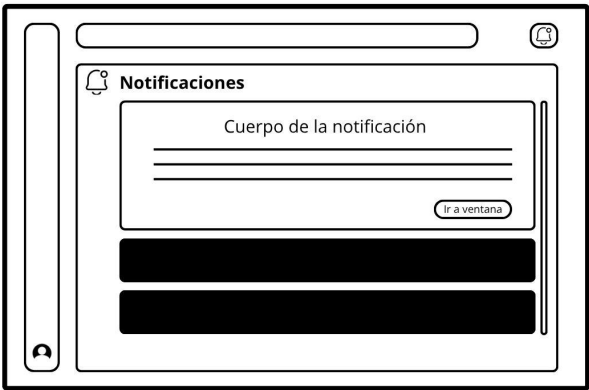 Notificaciones
Cuerpo de la notificación
Ir a ventana